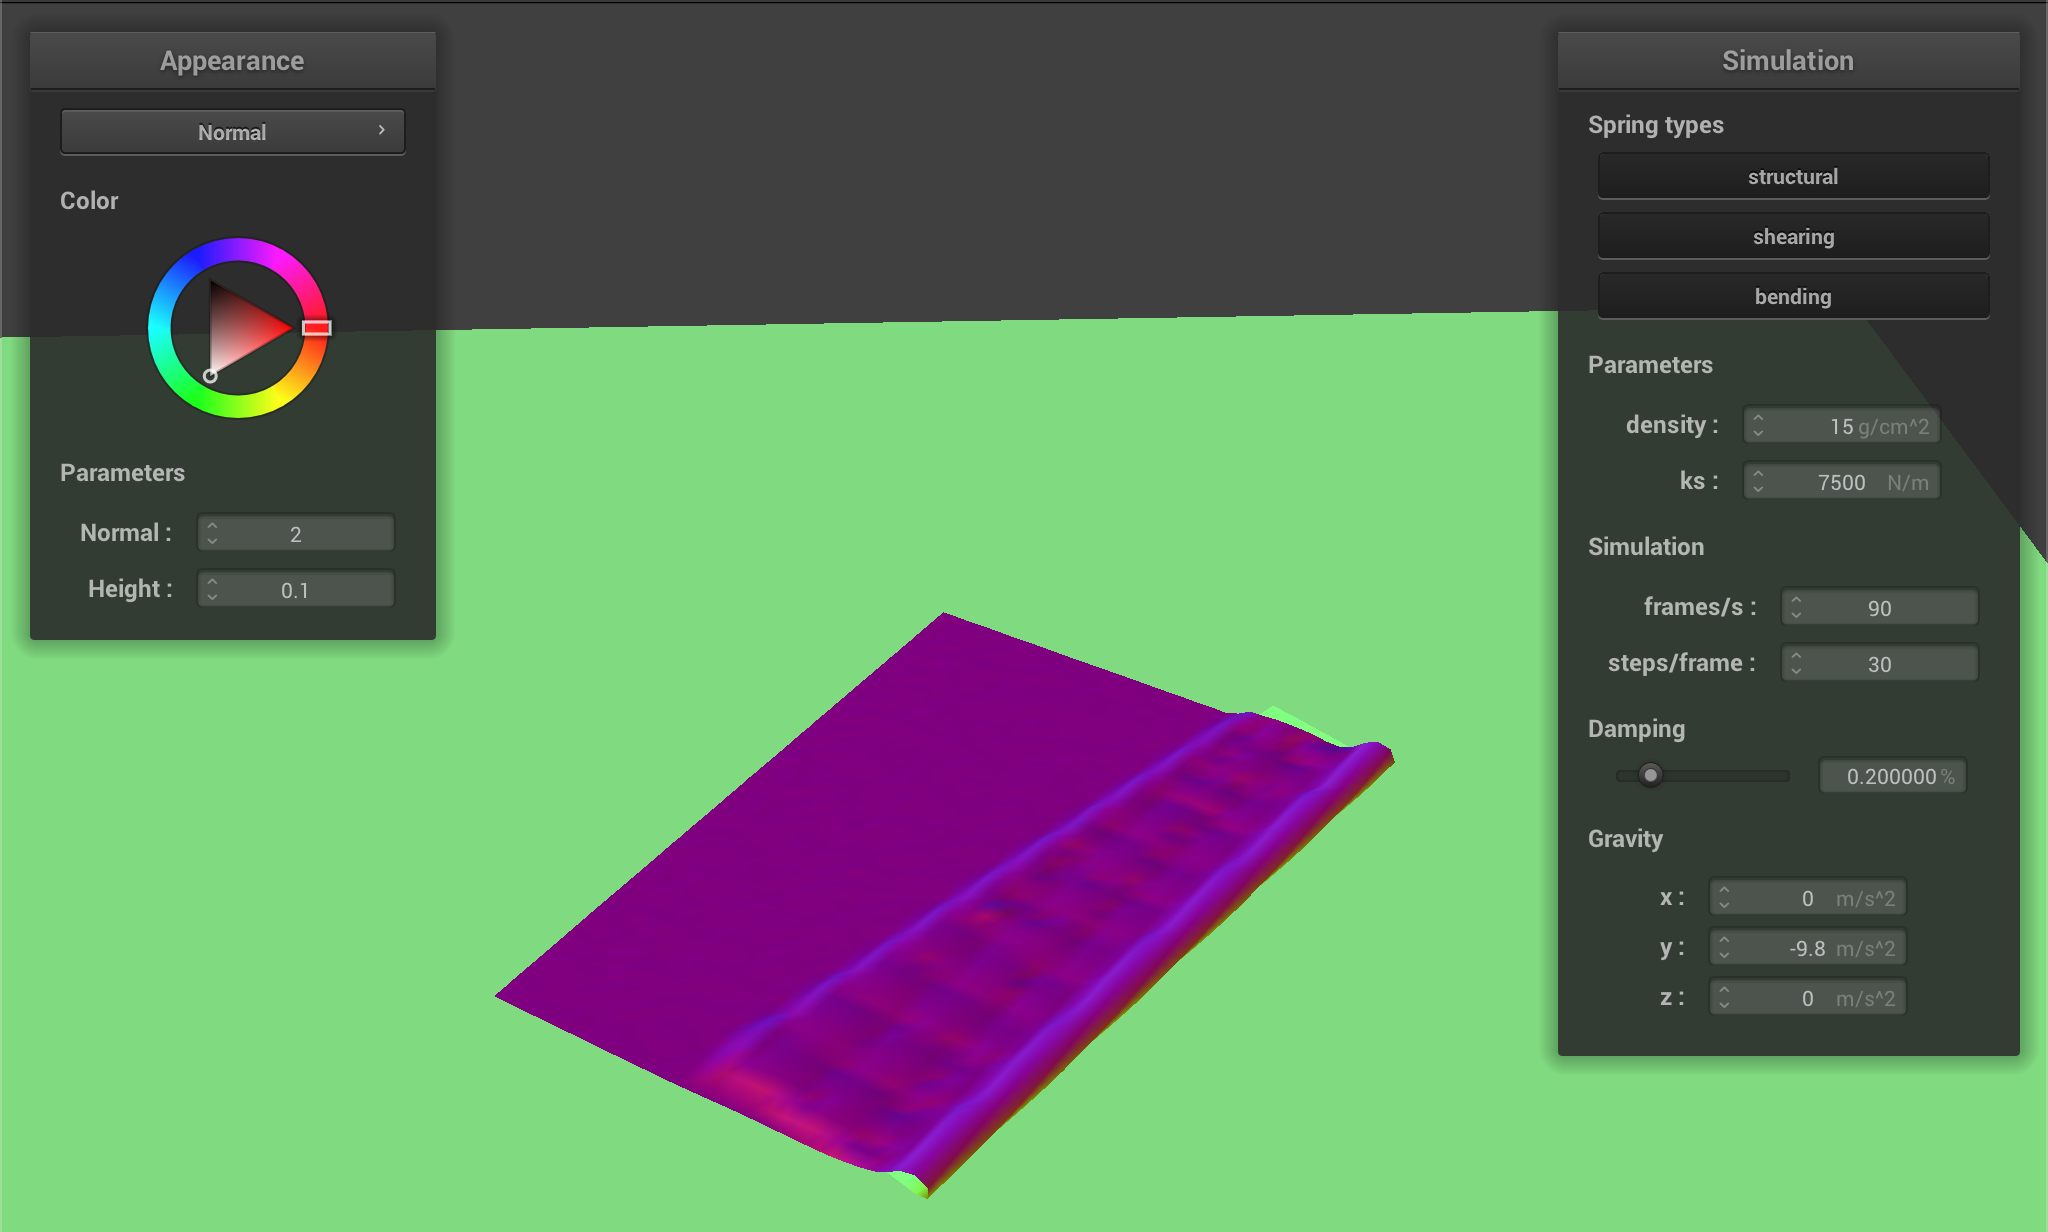 Appearance
Normal
Color
Parameters
Normal :
2
Height :
0.1
Simulation
Spring types
structural
shearing
bending
Parameters
density :
15 g/cm^2
ks :
7500 N/m
Simulation
frames/s :
90
steps/frame :
30
Damping
0.200000 %
Gravity
x :
0 m/s^2
y :
-9.8 m/s^2
z :
0 m/s^2